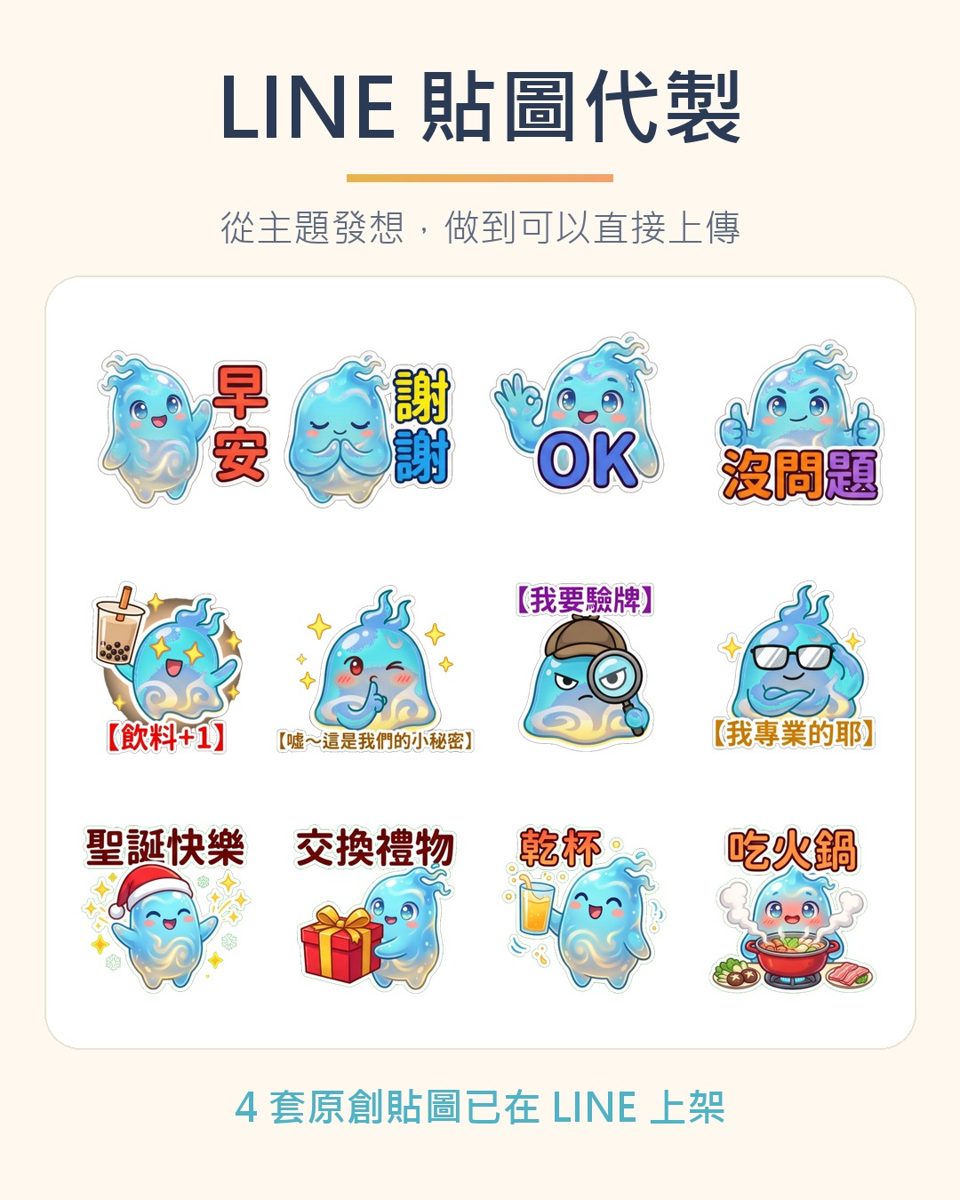 LINE 貼圖代製
從主題發想，做到可以直接上傳
早安
謝謝
OK
沒問題
【飲料+1】
【噓～這是我們的小秘密】
【我要驗牌】
【我專業的耶】
聖誕快樂
交換禮物
乾杯
吃火鍋
4 套原創貼圖已在 LINE 上架